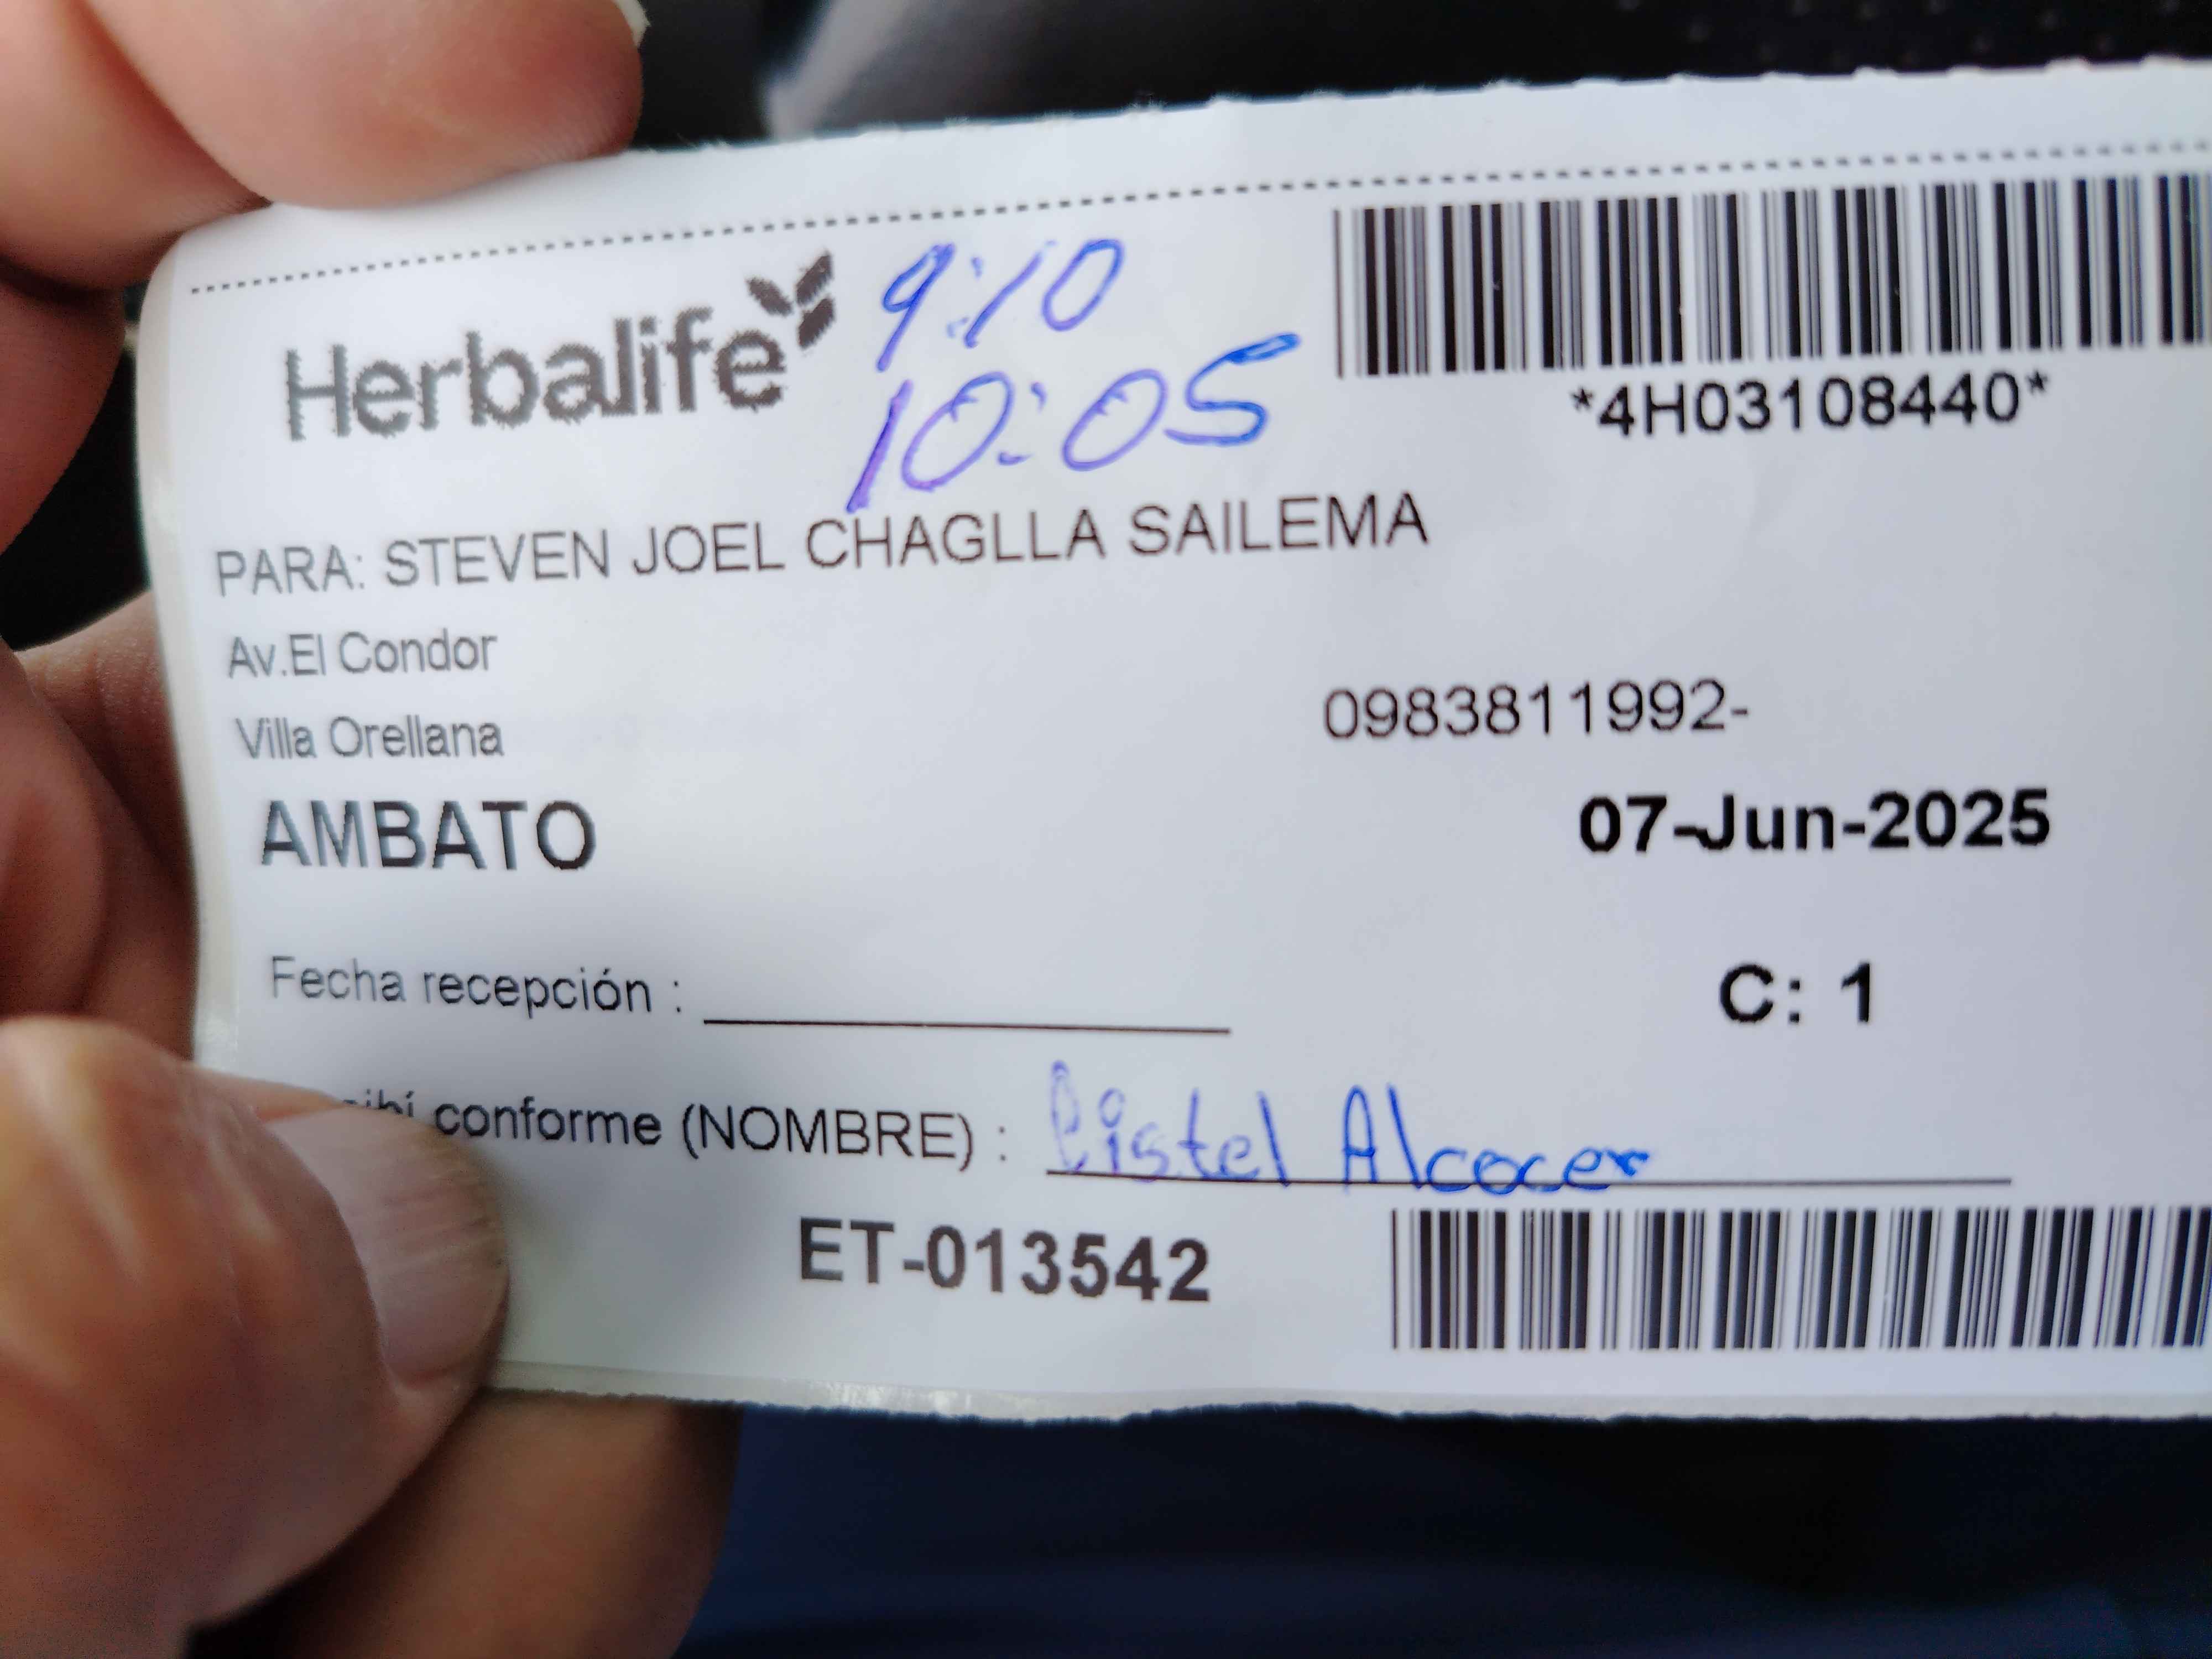 Herbalife 9:10
10:05
*4H03108440*
PARA: STEVEN JOEL CHAGLLA SAILEMA
Av.El Condor
Villa Orellana
0983811992-
AMBATO
07-Jun-2025
Fecha recepción :
C: 1
conforme (NOMBRE) : Cistel Alcocer
ET-013542